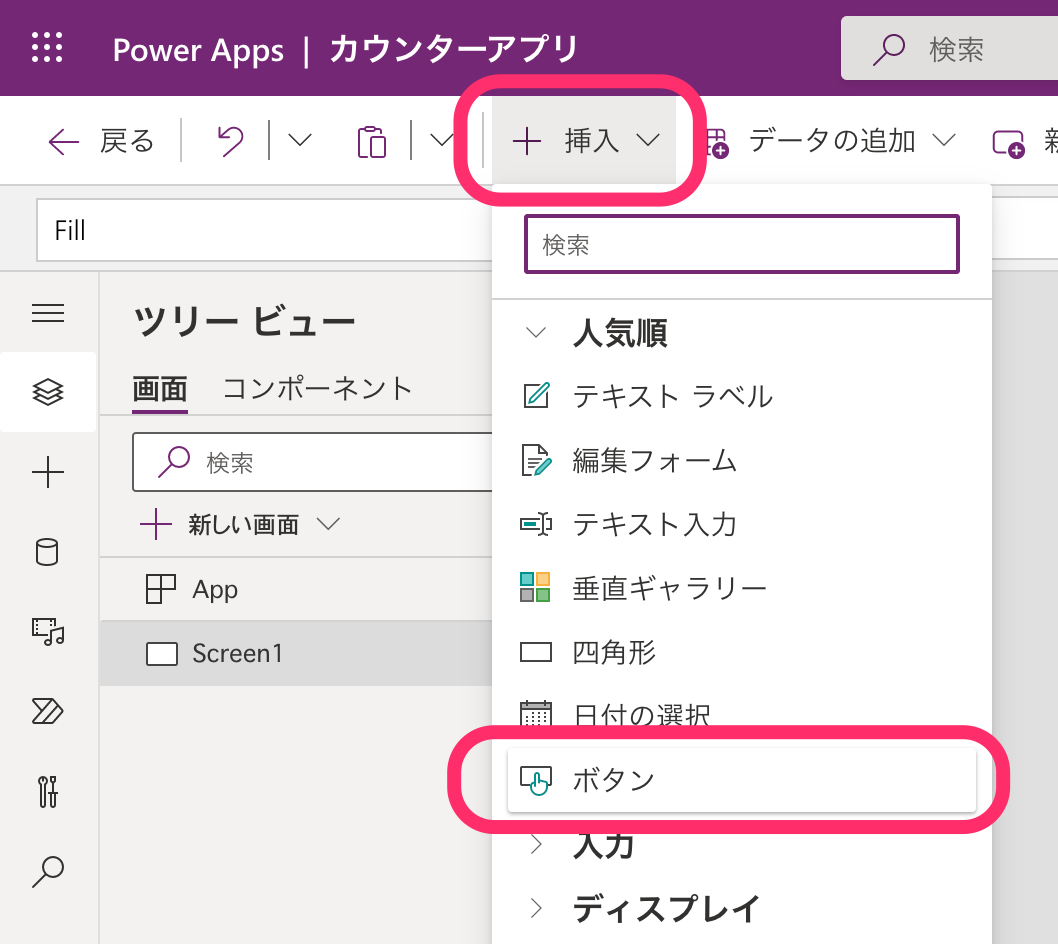 Power Apps | カウンターアプリ
検索
戻る
挿入
データの追加
Fill
検索
ツリー ビュー
画面
コンポーネント
検索
新しい画面
App
Screen1
人気順
テキスト ラベル
編集フォーム
テキスト入力
垂直ギャラリー
四角形
日付の選択
ボタン
入力
ディスプレイ